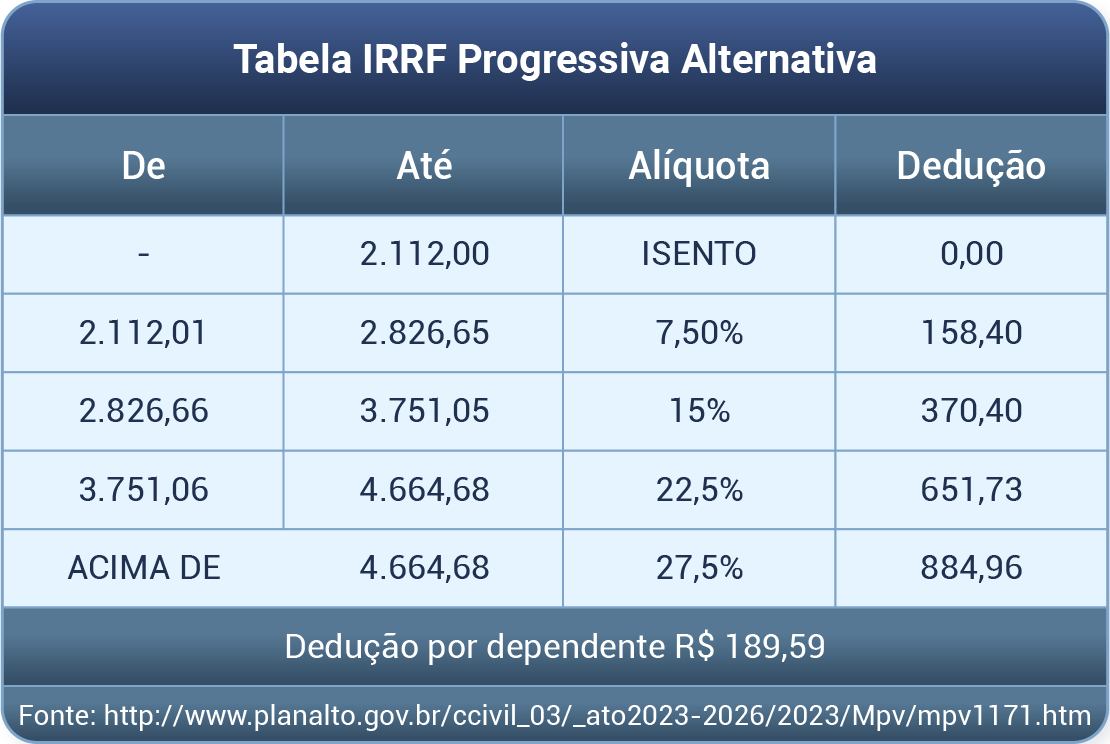 Tabela IRRF Progressiva Alternativa
De Até Alíquota Dedução
- 2.112,00 ISENTO 0,00
2.112,01 2.826,65 7,50% 158,40
2.826,66 3.751,05 15% 370,40
3.751,06 4.664,68 22,5% 651,73
ACIMA DE 4.664,68 27,5% 884,96
Dedução por dependente R$ 189,59
Fonte: http://www.planalto.gov.br/ccivil_03/_ato2023-2026/2023/Mpv/mpv1171.htm